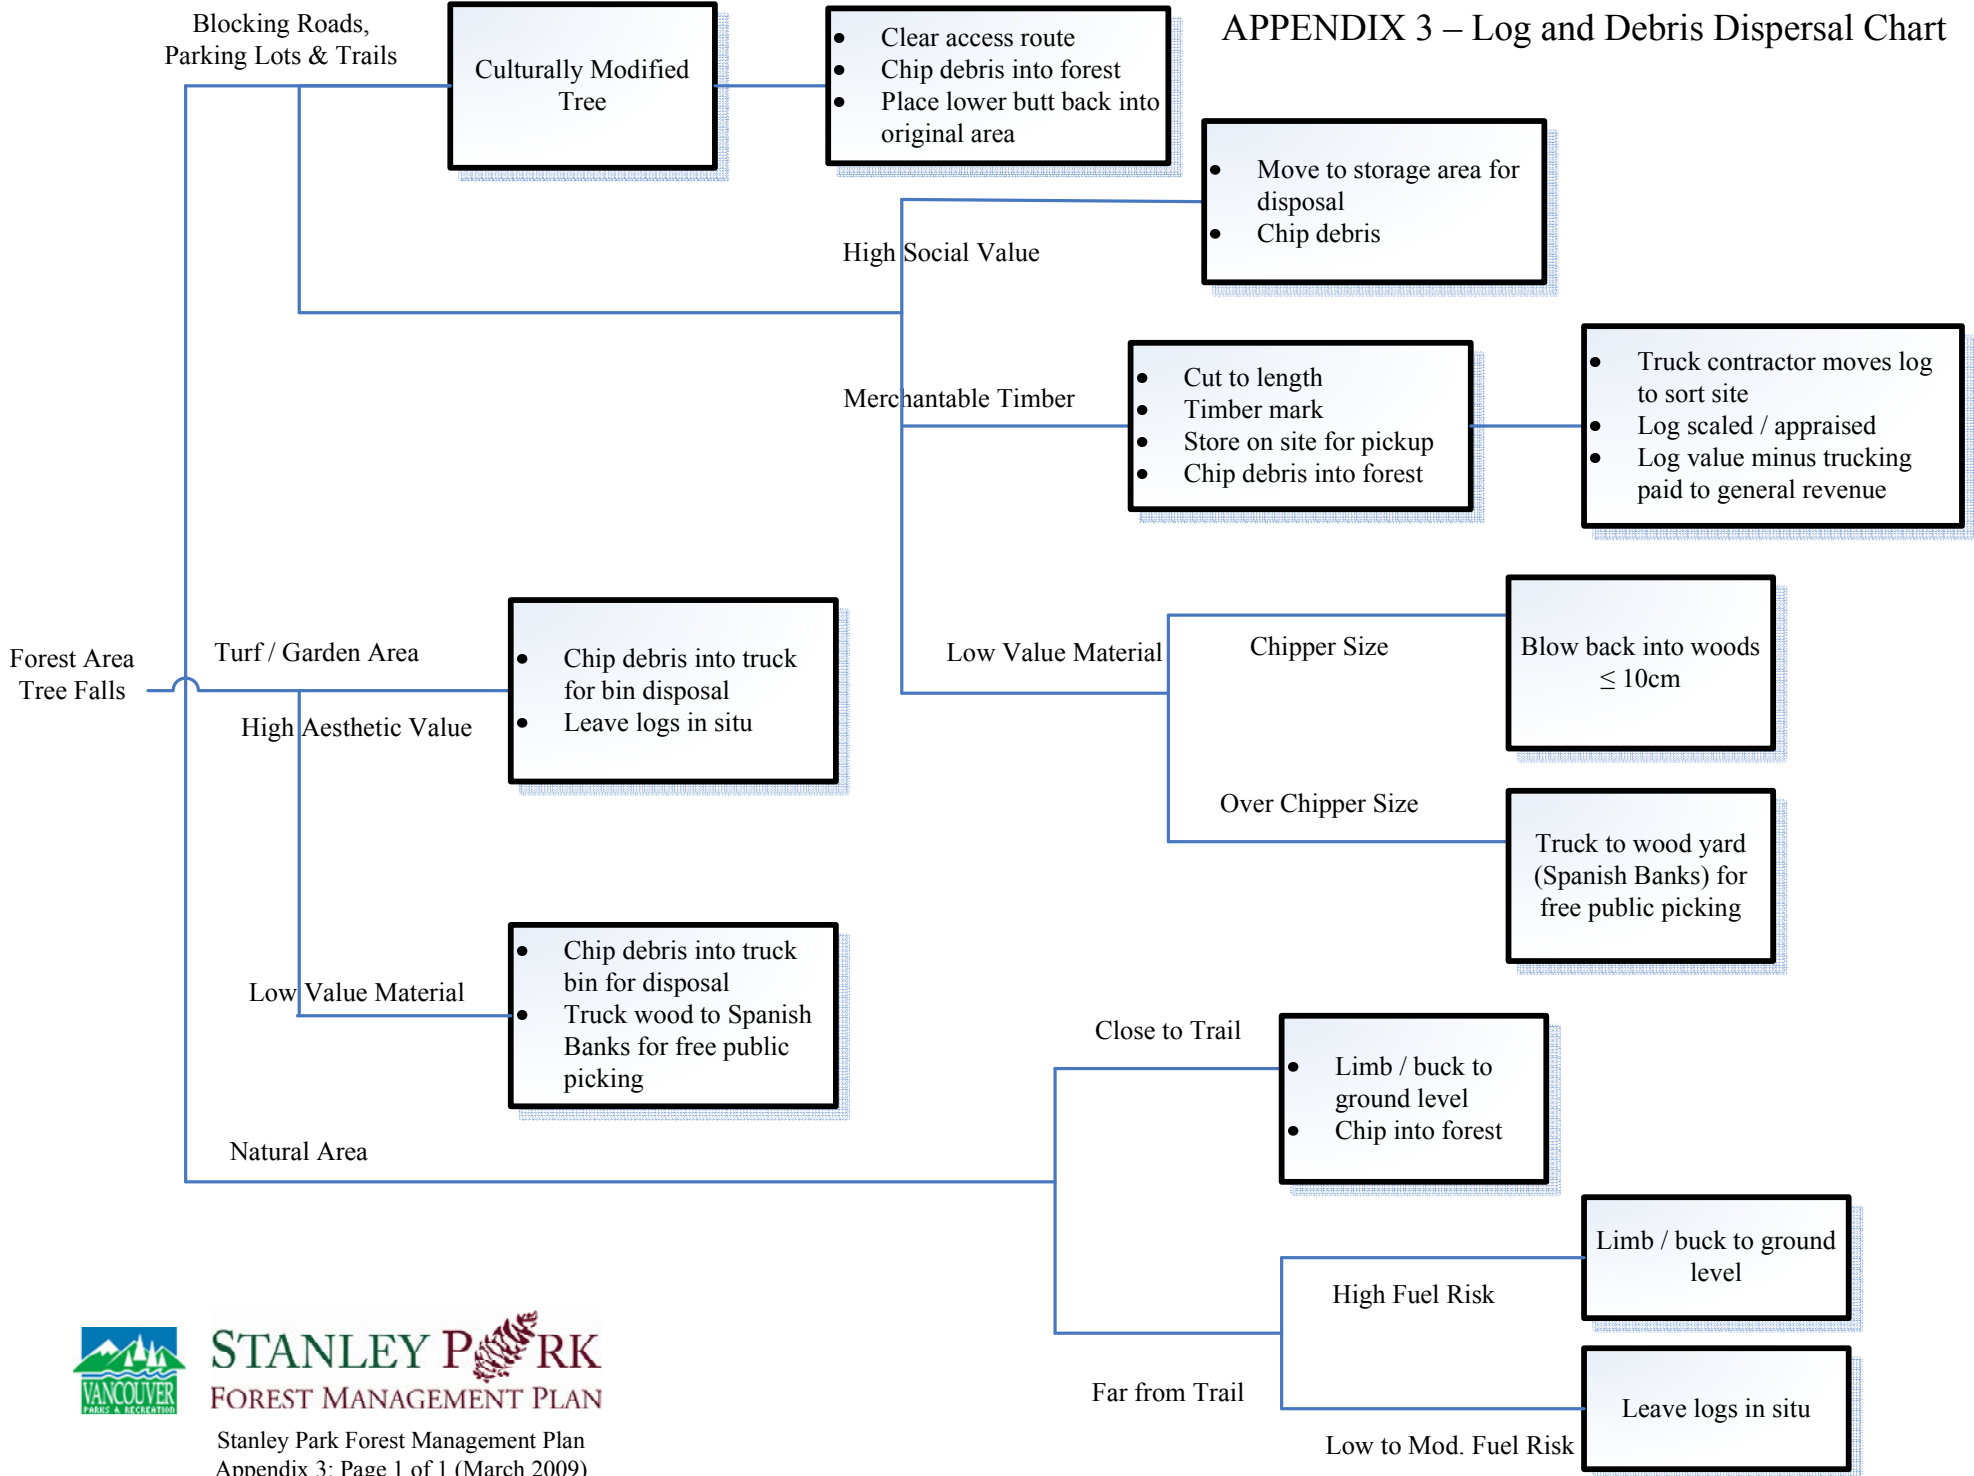 APPENDIX 3 – Log and Debris Dispersal Chart
Blocking Roads,
Parking Lots & Trails
Culturally Modified
Tree
• Clear access route
• Chip debris into forest
• Place lower butt back into
original area
High Social Value
• Move to storage area for
disposal
• Chip debris
Merchantable Timber
• Cut to length
• Timber mark
• Store on site for pickup
• Chip debris into forest
• Truck contractor moves log
to sort site
• Log scaled / appraised
• Log value minus trucking
paid to general revenue
Low Value Material
Chipper Size
Blow back into woods
≤ 10cm
Over Chipper Size
Truck to wood yard
(Spanish Banks) for
free public picking
Forest Area
Tree Falls
Turf / Garden Area
High Aesthetic Value
• Chip debris into truck
for bin disposal
• Leave logs in situ
Low Value Material
• Chip debris into truck
bin for disposal
• Truck wood to Spanish
Banks for free public
picking
Natural Area
Close to Trail
• Limb / buck to
ground level
• Chip into forest
Far from Trail
High Fuel Risk
Limb / buck to ground
level
Low to Mod. Fuel Risk
Leave logs in situ
VANCOUVER
PARKS & RECREATION
STANLEY PARK
FOREST MANAGEMENT PLAN
Stanley Park Forest Management Plan
Appendix 3: Page 1 of 1 (March 2009)